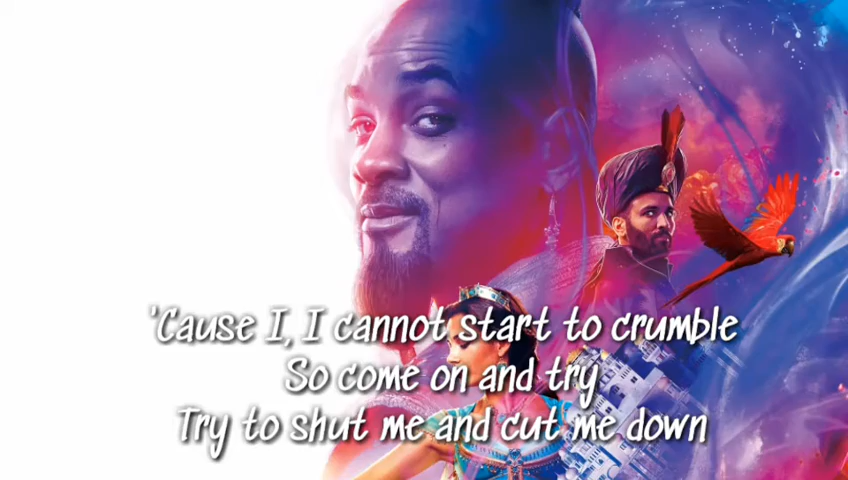 'Cause I, I cannot start to crumble
So come on and try
Try to shut me and cut me down